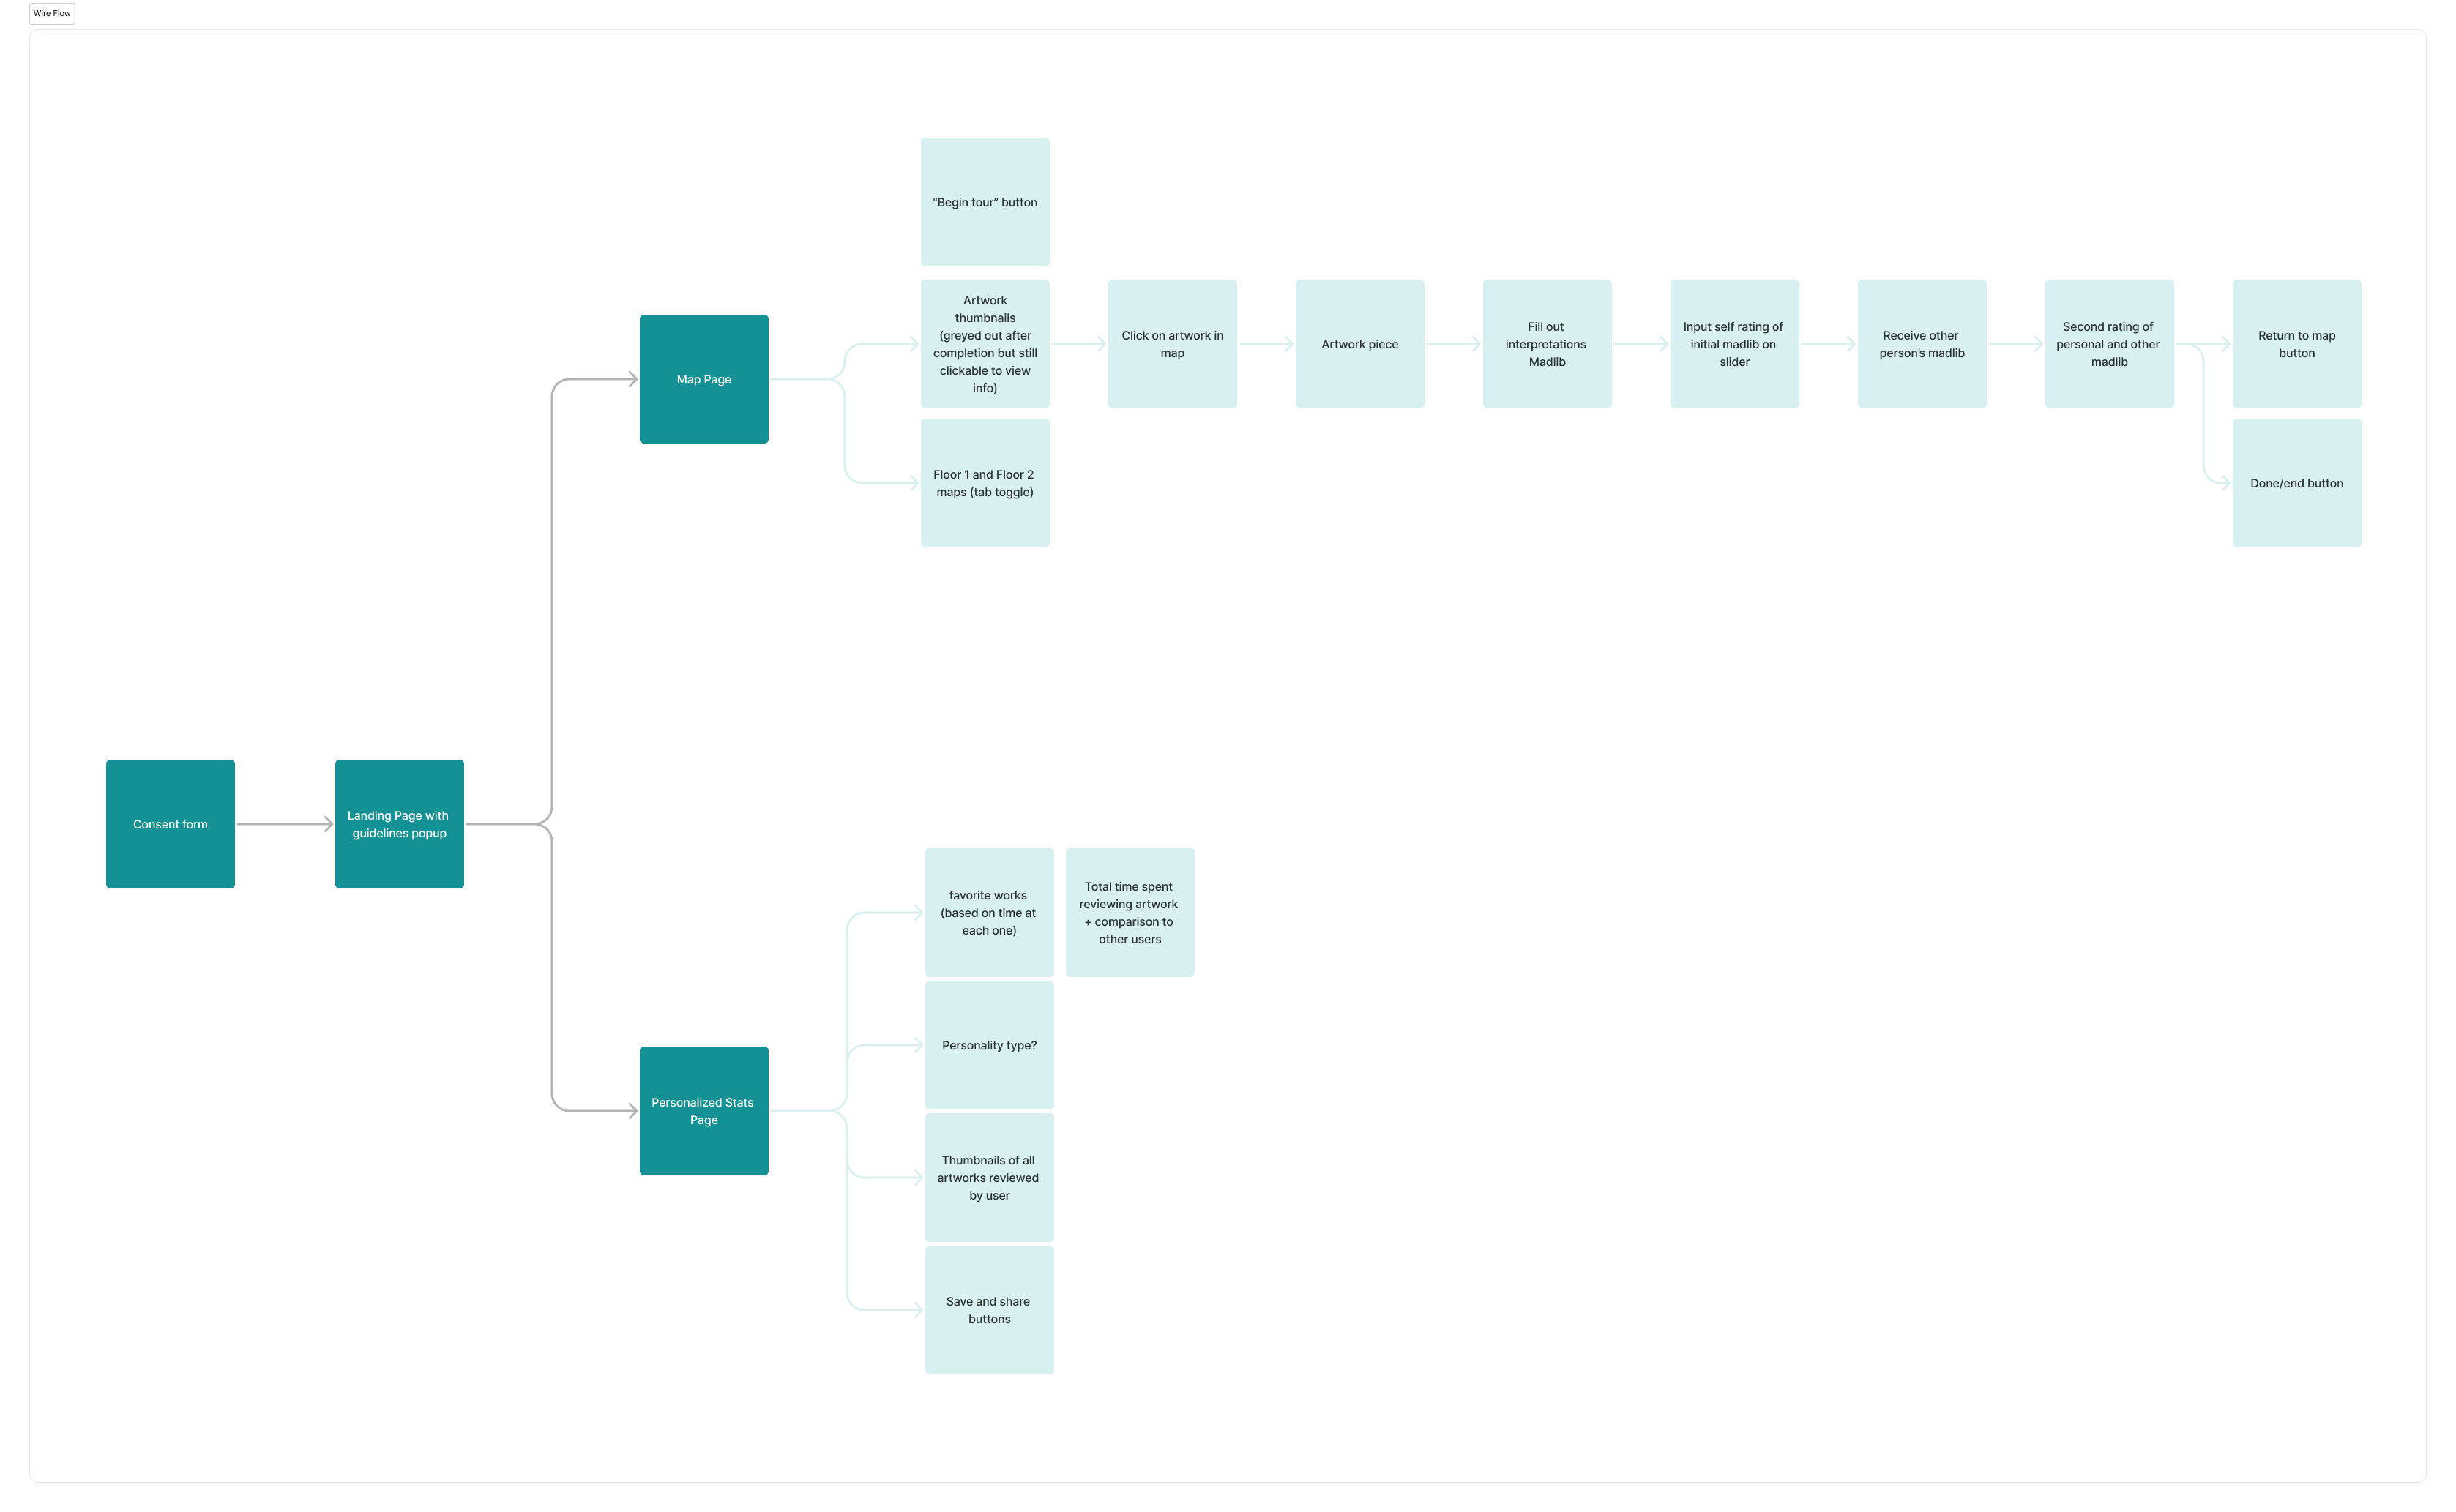 Wire Flow
“Begin tour” button
Artwork
thumbnails
(greyed out after
completion but still
clickable to view
info)
Click on artwork in
map
Artwork piece
Fill out
interpretations
Madlib
Input self rating of
initial madlib on
slider
Receive other
person’s madlib
Second rating of
personal and other
madlib
Return to map
button
Map Page
Floor 1 and Floor 2
maps (tab toggle)
Done/end button
Consent form
Landing Page with
guidelines popup
favorite works
(based on time at
each one)
Total time spent
reviewing artwork
+ comparison to
other users
Personality type?
Personalized Stats
Page
Thumbnails of all
artworks reviewed
by user
Save and share
buttons